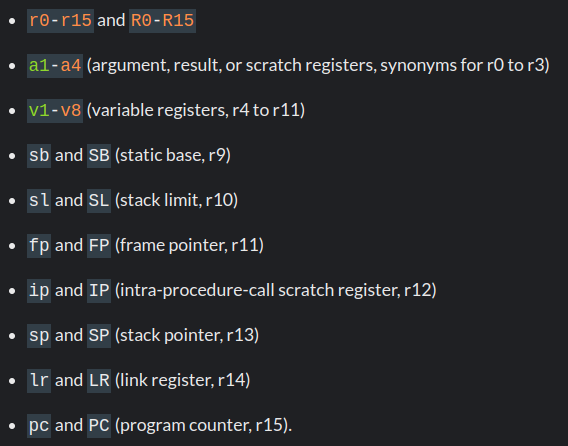 r0-r15 and R0-R15
a1-a4 (argument, result, or scratch registers, synonyms for r0 to r3)
v1-v8 (variable registers, r4 to r11)
sb and SB (static base, r9)
sl and SL (stack limit, r10)
fp and FP (frame pointer, r11)
ip and IP (intra-procedure-call scratch register, r12)
sp and SP (stack pointer, r13)
lr and LR (link register, r14)
pc and PC (program counter, r15).